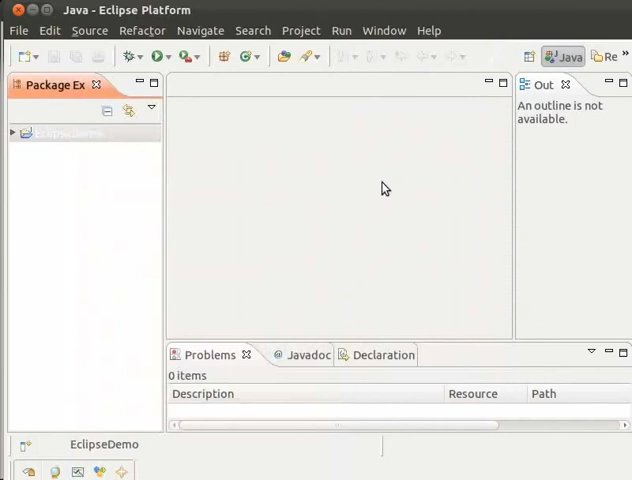 Java - Eclipse Platform
File Edit Source Refactor Navigate Search Project Run Window Help
Java Re
Package Ex
Out
An outline is not
available.
EclipseDemo
Problems @ Javadoc Declaration
0 items
Description Resource Path
EclipseDemo